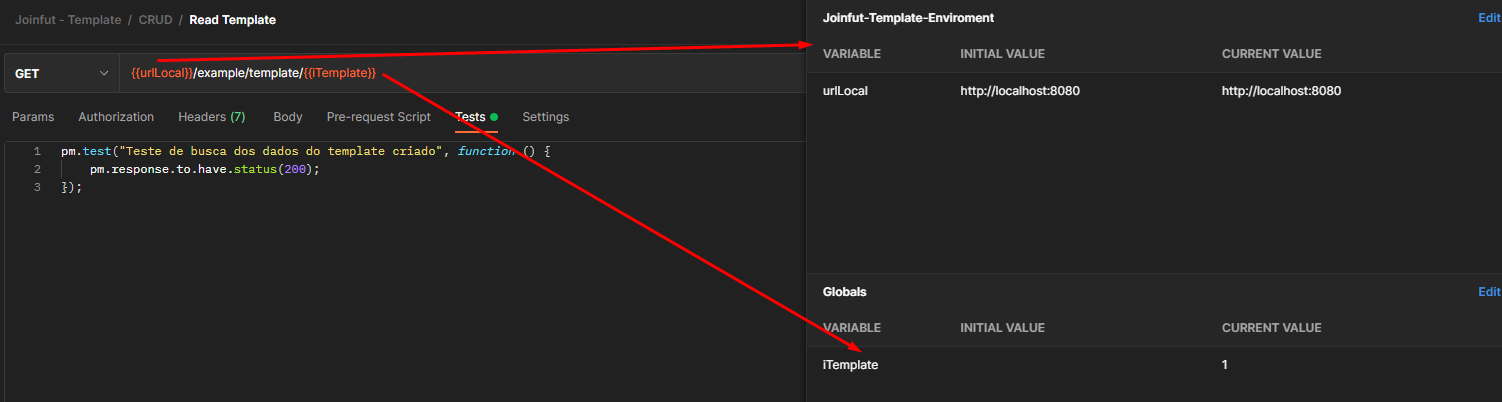 Joinfut - Template / CRUD / Read Template
GET {{urlLocal}}/example/template/{{iTemplate}}
Params Authorization Headers (7) Body Pre-request Script Tests Settings
1 pm.test("Teste de busca dos dados do template criado", function () {
2 pm.response.to.have.status(200);
3 });
Joinfut-Template-Enviroment Edit
VARIABLE INITIAL VALUE CURRENT VALUE
urlLocal http://localhost:8080 http://localhost:8080
Globals Edit
VARIABLE INITIAL VALUE CURRENT VALUE
iTemplate 1